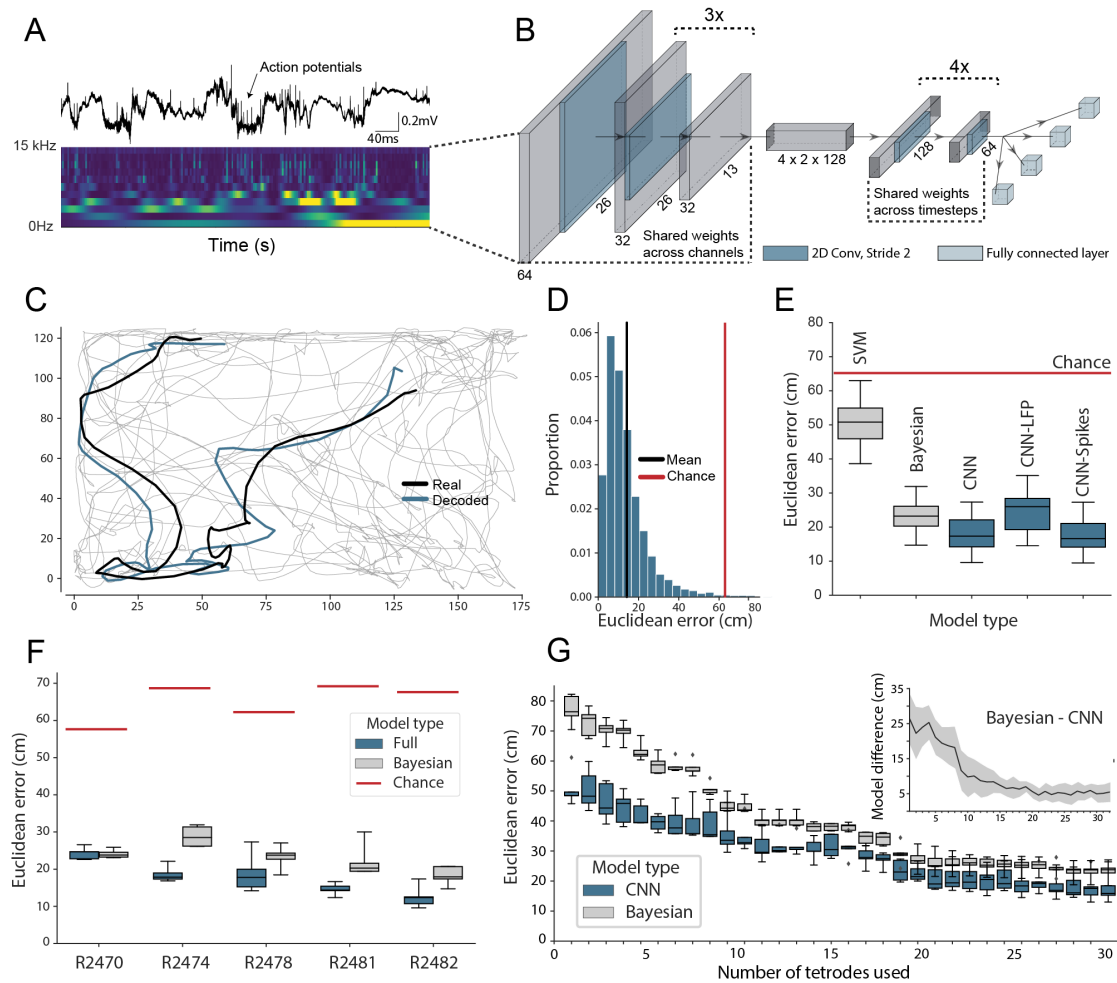 A
Action potentials
0.2mV
40ms
15 kHz
0Hz
Time (s)
B
3x
4x
64
26
32
26
32
13
4 x 2 x 128
128
64
Shared weights
across channels
Shared weights
across timesteps
2D Conv, Stride 2
Fully connected layer
C
120
100
80
60
40
20
0
0
25
50
75
100
125
150
175
Real
Decoded
D
0.06
0.05
0.04
0.03
0.02
0.01
0.00
Proportion
0
20
40
60
80
Euclidean error (cm)
Mean
Chance
E
80
70
60
50
40
30
20
10
0
Euclidean error (cm)
SVM
Bayesian
CNN
CNN-LFP
CNN-Spikes
Chance
Model type
F
70
60
50
40
30
20
10
0
Euclidean error (cm)
Model type
Full
Bayesian
Chance
R2470
R2474
R2478
R2481
R2482
G
80
70
60
50
40
30
20
10
0
Euclidean error (cm)
Model type
CNN
Bayesian
0
5
10
15
20
25
30
Number of tetrodes used
35
25
15
5
Model difference (cm)
Bayesian - CNN
5
10
15
20
25
30